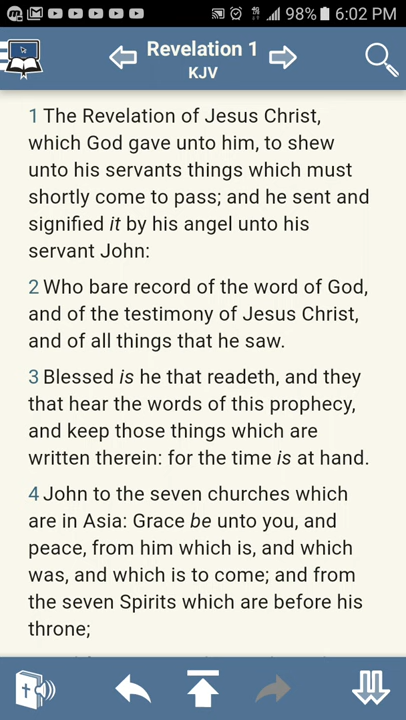 98% 6:02 PM
Revelation 1
KJV
1 The Revelation of Jesus Christ,
which God gave unto him, to shew
unto his servants things which must
shortly come to pass; and he sent and
signified it by his angel unto his
servant John:
2 Who bare record of the word of God,
and of the testimony of Jesus Christ,
and of all things that he saw.
3 Blessed is he that readeth, and they
that hear the words of this prophecy,
and keep those things which are
written therein: for the time is at hand.
4 John to the seven churches which
are in Asia: Grace be unto you, and
peace, from him which is, and which
was, and which is to come; and from
the seven Spirits which are before his
throne;